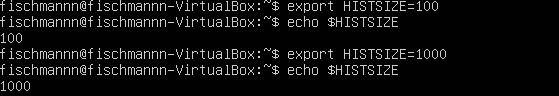 fischmannn@fischmannn-VirtualBox:~$ export HISTSIZE=100
fischmannn@fischmannn-VirtualBox:~$ echo $HISTSIZE
100
fischmannn@fischmannn-VirtualBox:~$ export HISTSIZE=1000
fischmannn@fischmannn-VirtualBox:~$ echo $HISTSIZE
1000